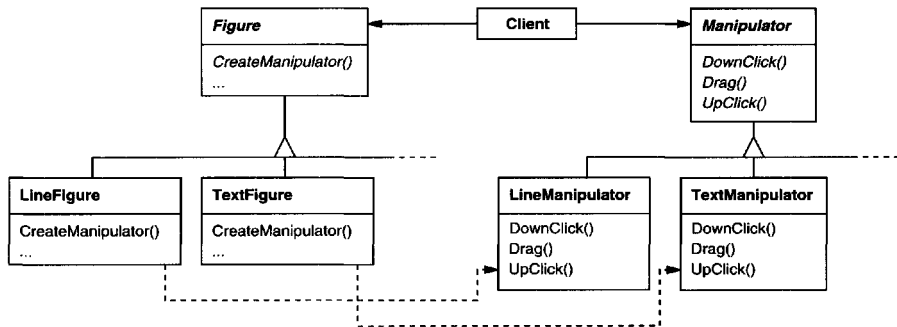 Figure
CreateManipulator()
...
Client
Manipulator
DownClick()
Drag()
UpClick()
LineFigure
CreateManipulator()
...
TextFigure
CreateManipulator()
...
LineManipulator
DownClick()
Drag()
UpClick()
TextManipulator
DownClick()
Drag()
UpClick()